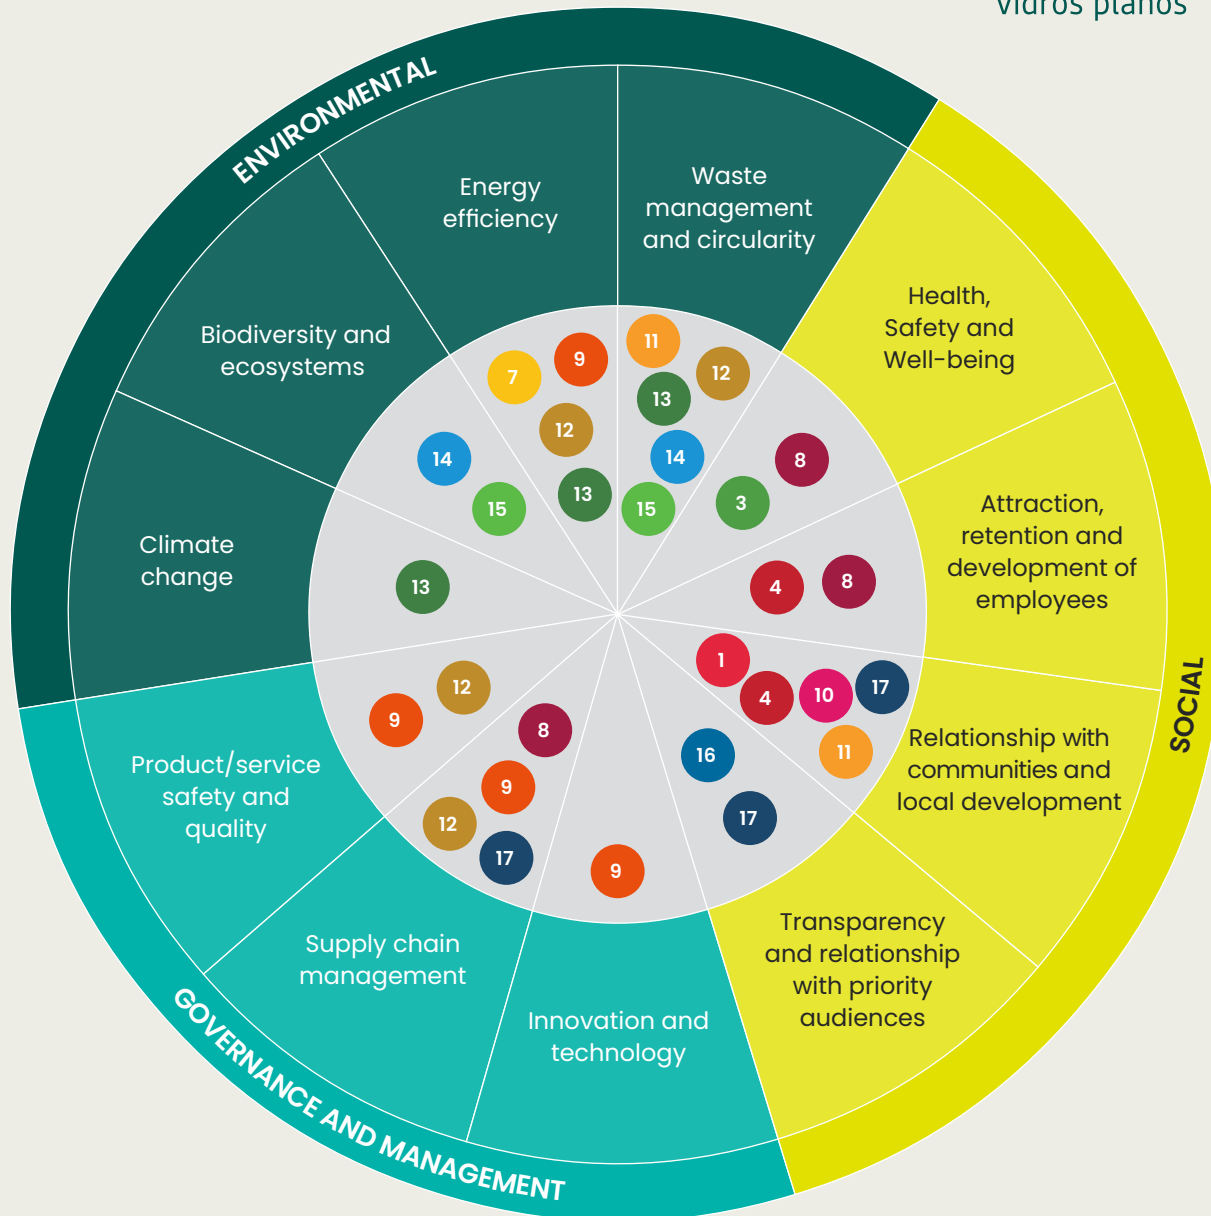 vidros planos
ENVIRONMENTAL
Energy
efficiency
Waste
management
and circularity
Biodiversity and
ecosystems
Climate
change
SOCIAL
Health,
Safety and
Well-being
Attraction,
retention and
development of
employees
Relationship with
communities and
local development
Transparency
and relationship
with priority
audiences
GOVERNANCE AND MANAGEMENT
Product/service
safety and
quality
Supply chain
management
Innovation and
technology
7
9
12
13
11
12
13
14
15
14
15
13
8
3
4
8
1
4
10
17
11
16
17
9
8
9
12
17
12
9